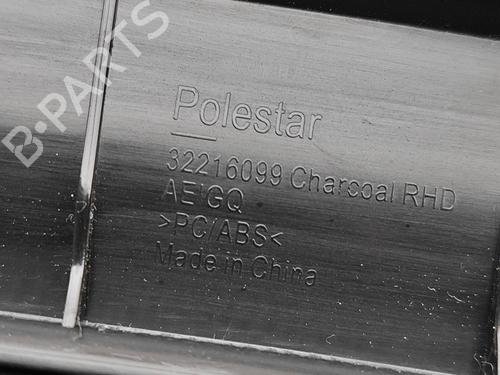 B-PARTS
Polestar
32216099 Charcoal RHD
AE'GQ
>PC/ABS<
Made in China